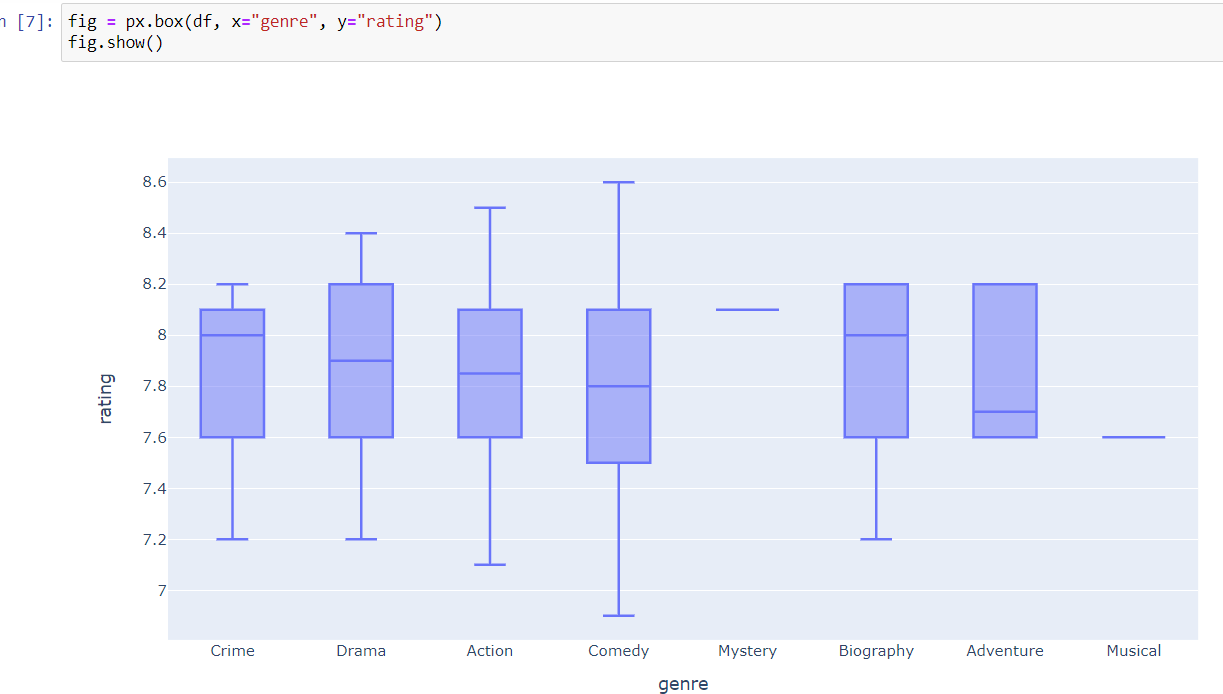 n [7]: fig = px.box(df, x="genre", y="rating")
fig.show()
8.6
8.4
8.2
8
7.8
7.6
7.4
7.2
7
rating
Crime Drama Action Comedy Mystery Biography Adventure Musical
genre